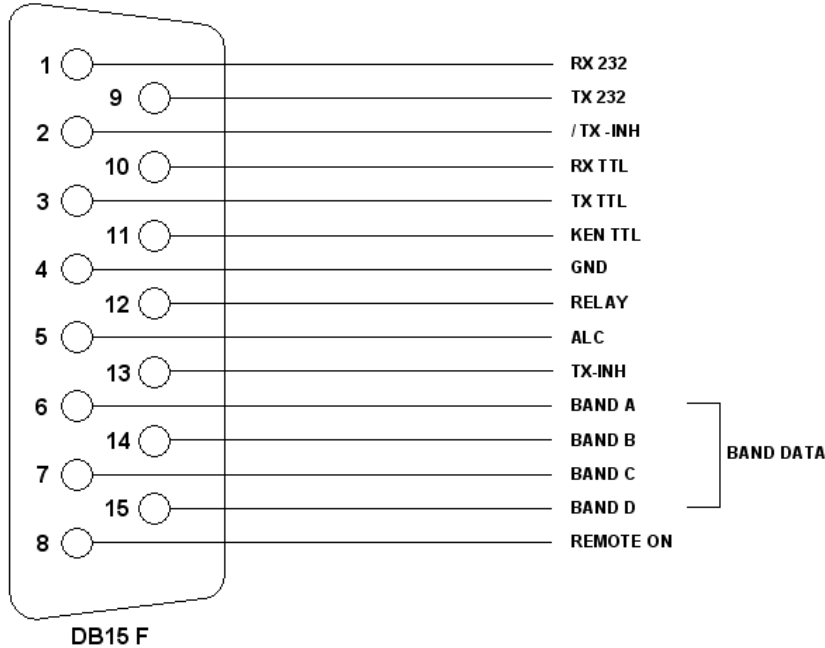 1 RX 232
9 TX 232
2 / TX -INH
10 RX TTL
3 TX TTL
11 KEN TTL
4 GND
12 RELAY
5 ALC
13 TX-INH
6 BAND A
14 BAND B
BAND DATA
7 BAND C
15 BAND D
8 REMOTE ON
DB15 F